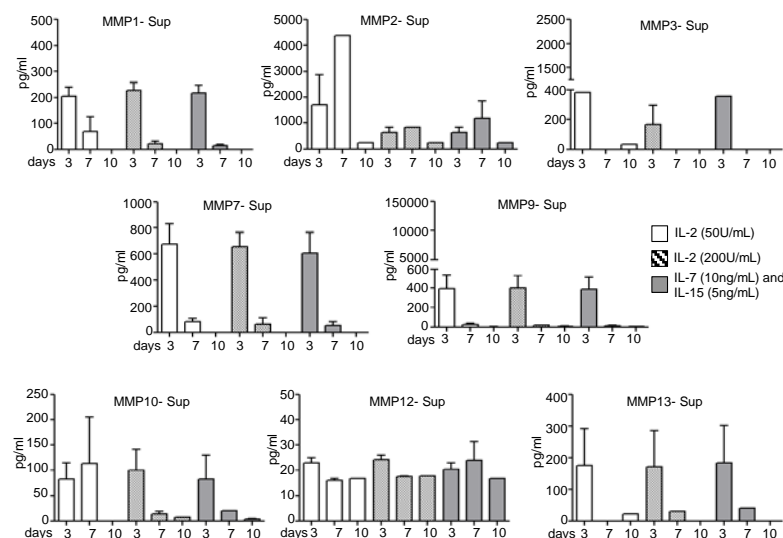 MMP1- Sup
500
400
300
200
100
0
pg/ml
days 3 7 10 3 7 10 3 7 10
MMP2- Sup
5000
4000
3000
2000
1000
0
pg/ml
days 3 7 10 3 7 10 3 7 10
MMP3- Sup
2500
2000
400
200
0
pg/ml
days 3 7 10 3 7 10 3 7 10
MMP7- Sup
1000
800
600
400
200
0
pg/ml
days 3 7 10 3 7 10 3 7 10
MMP9- Sup
15000
10000
5000
600
400
200
0
pg/ml
days 3 7 10 3 7 10 3 7 10
IL-2 (50U/mL)
IL-2 (200U/mL)
IL-7 (10ng/mL) and
IL-15 (5ng/mL)
MMP10- Sup
250
200
150
100
50
0
pg/ml
days 3 7 10 3 7 10 3 7 10
MMP12- Sup
50
40
30
20
10
0
pg/ml
days 3 7 10 3 7 10 3 7 10
MMP13- Sup
400
300
200
100
0
pg/ml
days 3 7 10 3 7 10 3 7 10